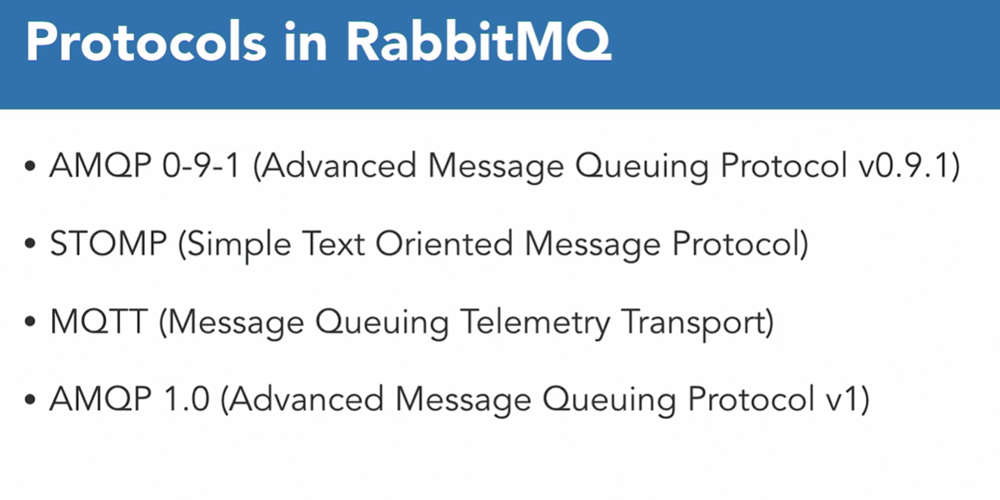 Protocols in RabbitMQ
• AMQP 0-9-1 (Advanced Message Queuing Protocol v0.9.1)
• STOMP (Simple Text Oriented Message Protocol)
• MQTT (Message Queuing Telemetry Transport)
• AMQP 1.0 (Advanced Message Queuing Protocol v1)